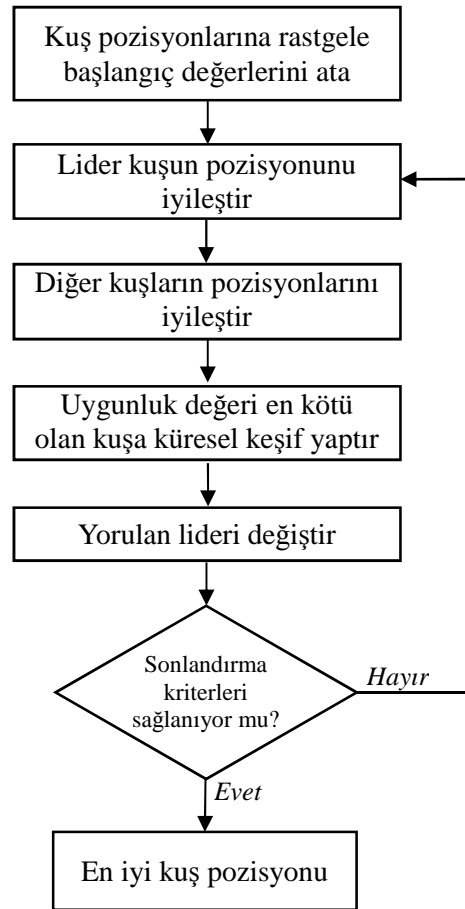 Kuş pozisyonlarına rastgele
başlangıç değerlerini ata
Lider kuşun pozisyonunu
iyileştir
Diğer kuşların pozisyonlarını
iyileştir
Uygunluk değeri en kötü
olan kuşa küresel keşif yaptır
Yorulan lideri değiştir
Sonlandırma
kriterleri
sağlanıyor mu?
Hayır
Evet
En iyi kuş pozisyonu